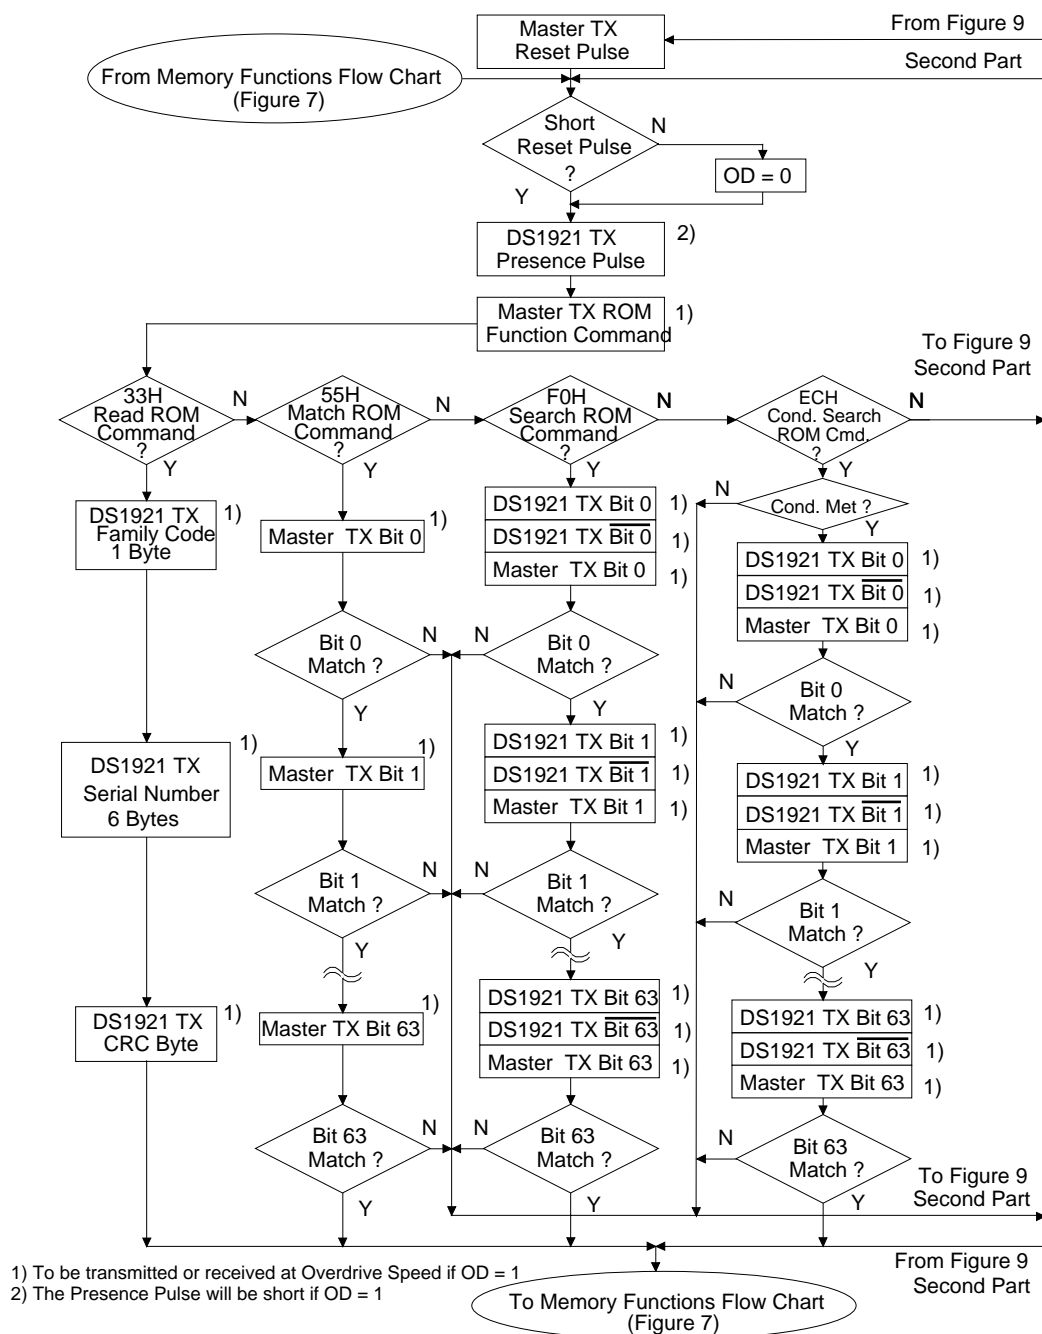 Master TX
Reset Pulse
From Figure 9
Second Part
From Memory Functions Flow Chart
(Figure 7)
Short
Reset Pulse
?
N
Y
OD = 0
DS1921 TX
Presence Pulse
2)
Master TX ROM
Function Command
1)
To Figure 9
Second Part
33H
Read ROM
Command
?
N
Y
55H
Match ROM
Command
?
N
Y
F0H
Search ROM
Command
?
N
Y
ECH
Cond. Search
ROM Cmd.
?
N
Y
DS1921 TX
Family Code
1 Byte
1)
DS1921 TX
Serial Number
6 Bytes
1)
DS1921 TX
CRC Byte
1)
Master TX Bit 0
1)
Bit 0
Match ?
N
Y
Master TX Bit 1
1)
Bit 1
Match ?
N
Y
Master TX Bit 63
1)
Bit 63
Match ?
N
Y
DS1921 TX Bit 0
1)
DS1921 TX Bit 0
1)
Master TX Bit 0
1)
Bit 0
Match ?
N
Y
DS1921 TX Bit 1
1)
DS1921 TX Bit 1
1)
Master TX Bit 1
1)
Bit 1
Match ?
N
Y
DS1921 TX Bit 63
1)
DS1921 TX Bit 63
1)
Master TX Bit 63
1)
Bit 63
Match ?
N
Y
Cond. Met ?
N
Y
DS1921 TX Bit 0
1)
DS1921 TX Bit 0
1)
Master TX Bit 0
1)
Bit 0
Match ?
N
Y
DS1921 TX Bit 1
1)
DS1921 TX Bit 1
1)
Master TX Bit 1
1)
Bit 1
Match ?
N
Y
DS1921 TX Bit 63
1)
DS1921 TX Bit 63
1)
Master TX Bit 63
1)
Bit 63
Match ?
N
Y
To Figure 9
Second Part
From Figure 9
Second Part
1) To be transmitted or received at Overdrive Speed if OD = 1
2) The Presence Pulse will be short if OD = 1
To Memory Functions Flow Chart
(Figure 7)